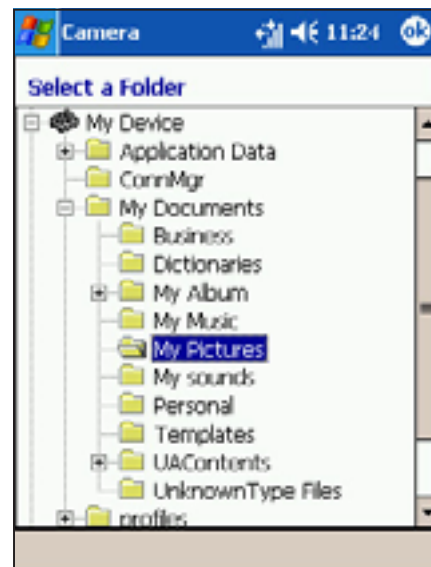 Camera 11:24 ok
Select a Folder
My Device
Application Data
ConnMgr
My Documents
Business
Dictionaries
My Album
My Music
My Pictures
My sounds
Personal
Templates
UAContents
UnknownType Files
profiles